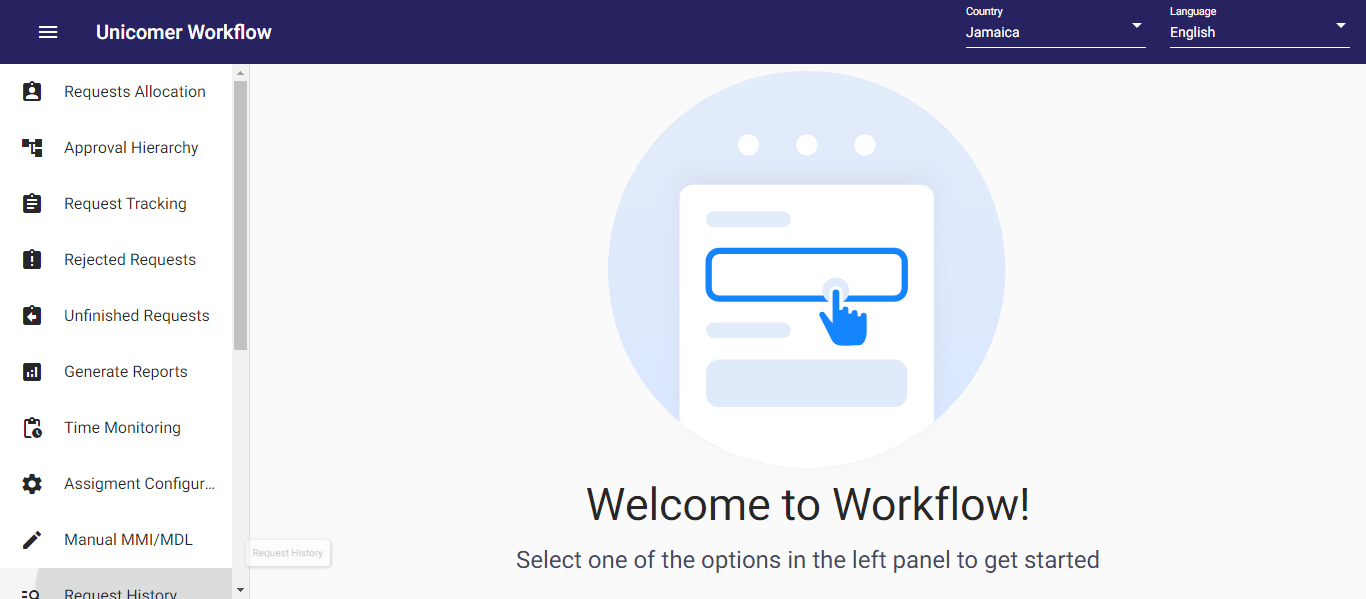 Unicomer Workflow
Country
Jamaica
Language
English
Requests Allocation
Approval Hierarchy
Request Tracking
Rejected Requests
Unfinished Requests
Generate Reports
Time Monitoring
Assigment Configur...
Manual MMI/MDL
Request History
Request History
Welcome to Workflow!
Select one of the options in the left panel to get started